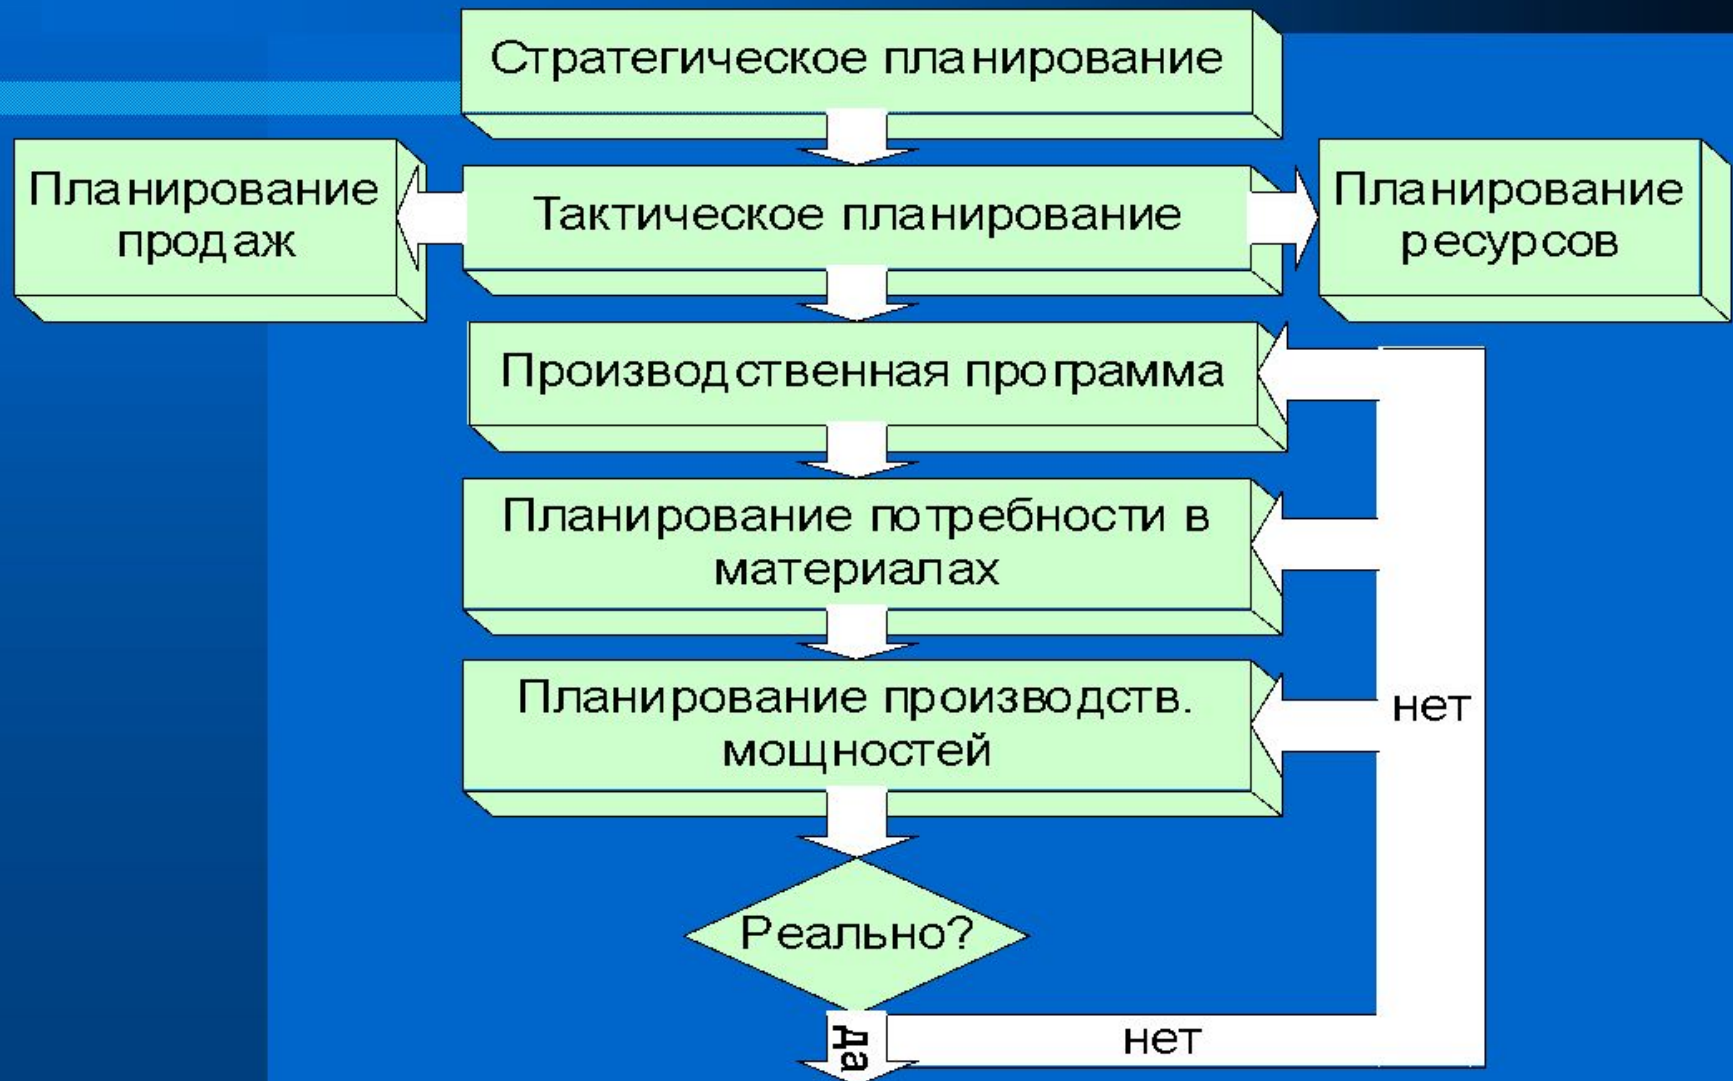 Стратегическое планирование
Планирование
продаж
Тактическое планирование
Планирование
ресурсов
Производственная программа
Планирование потребности в
материалах
Планирование производств.
мощностей
нет
Реально?
да
нет